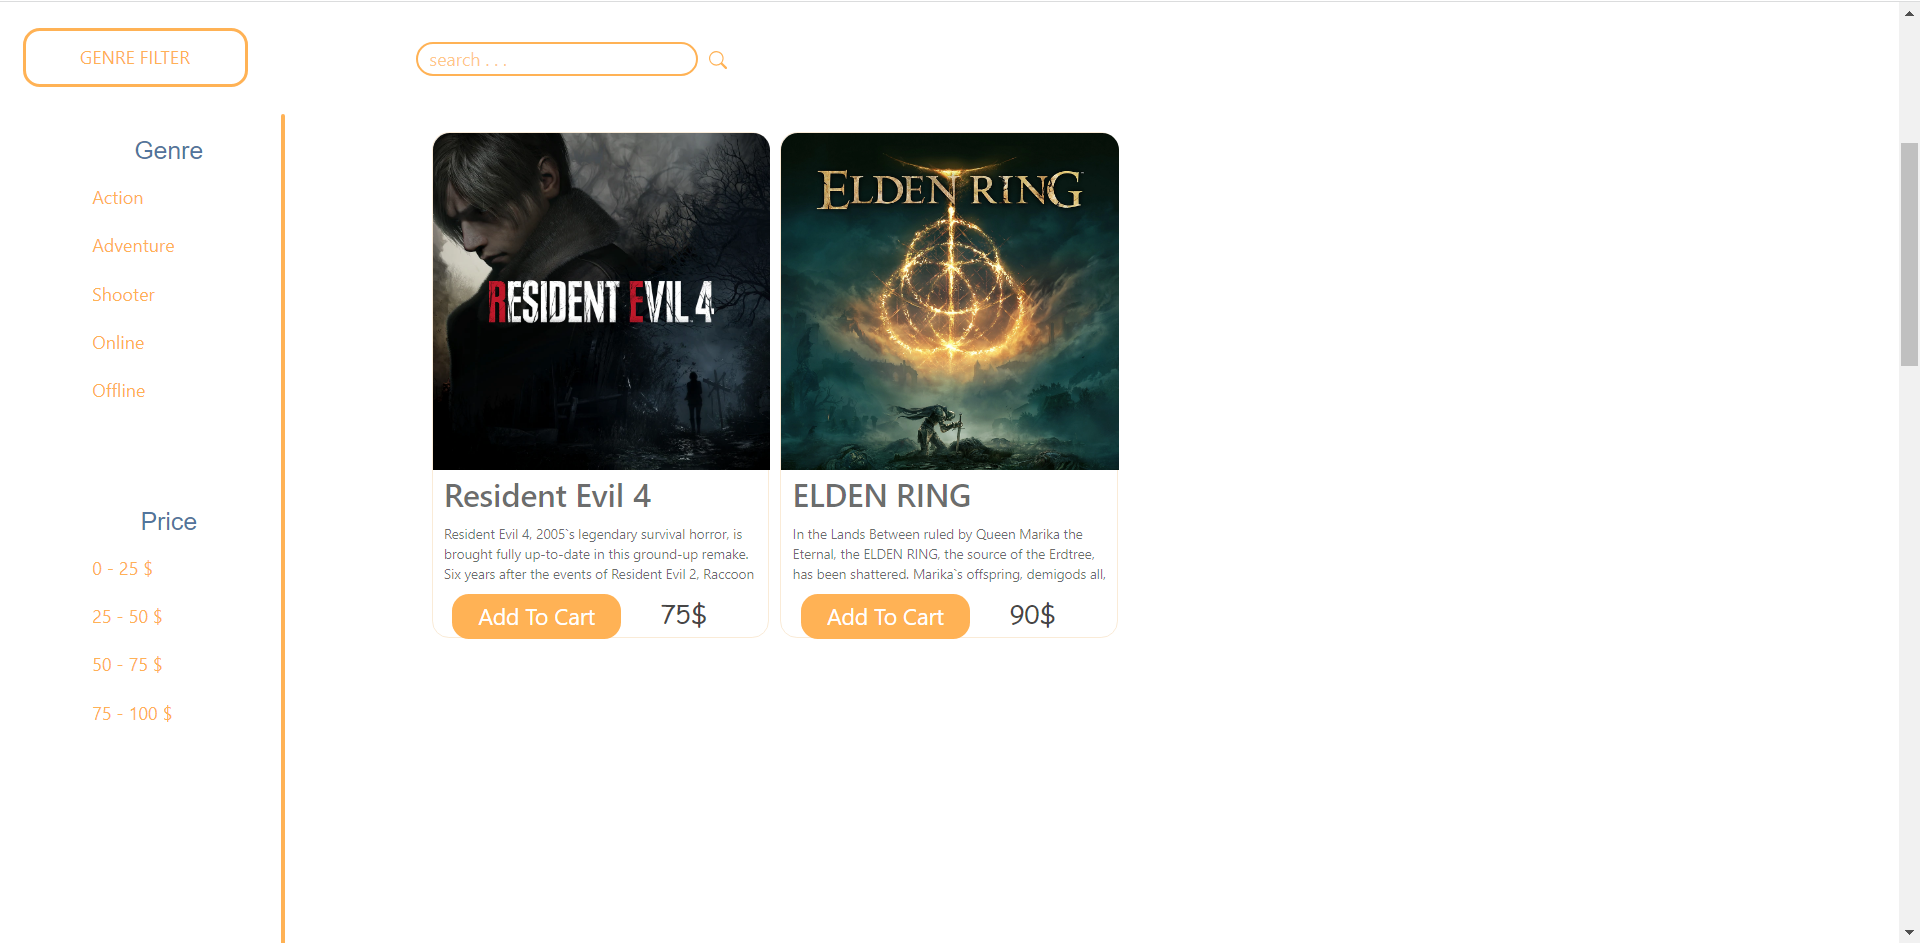 GENRE FILTER
search . . .
Genre
Action
Adventure
Shooter
Online
Offline
Price
0 - 25 $
25 - 50 $
50 - 75 $
75 - 100 $
RESIDENT EVIL 4
Resident Evil 4
Resident Evil 4, 2005`s legendary survival horror, is
brought fully up-to-date in this ground-up remake.
Six years after the events of Resident Evil 2, Raccoon
Add To Cart 75$
ELDEN RING
ELDEN RING
In the Lands Between ruled by Queen Marika the
Eternal, the ELDEN RING, the source of the Erdtree,
has been shattered. Marika`s offspring, demigods all,
Add To Cart 90$